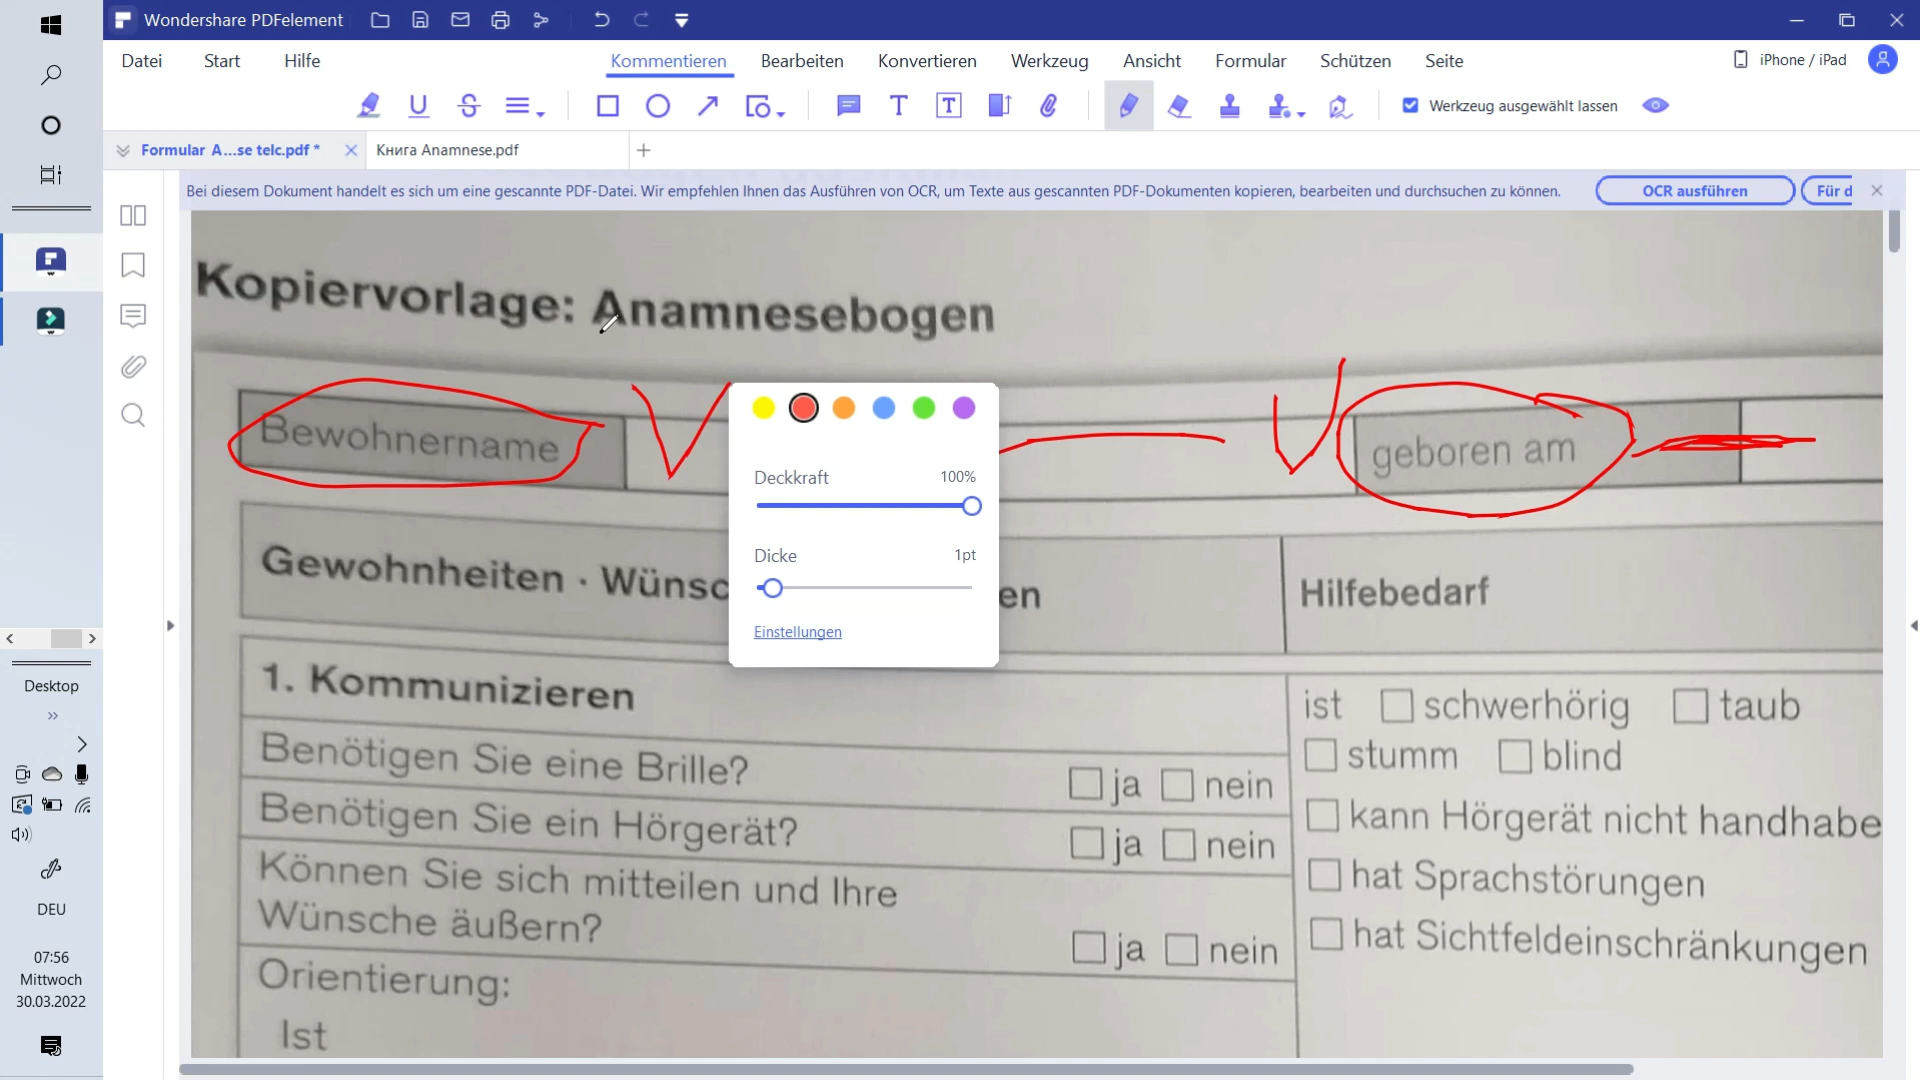 Wondershare PDFelement
Datei Start Hilfe Kommentieren Bearbeiten Konvertieren Werkzeug Ansicht Formular Schützen Seite iPhone / iPad
Werkzeug ausgewählt lassen
Formular A...se telc.pdf * Книга Anamnese.pdf
Bei diesem Dokument handelt es sich um eine gescannte PDF-Datei. Wir empfehlen Ihnen das Ausführen von OCR, um Texte aus gescannten PDF-Dokumenten kopieren, bearbeiten und durchsuchen zu können. OCR ausführen Für d
Kopiervorlage: Anamnesebogen
Bewohnername geboren am
Deckkraft 100%
Dicke 1pt
Einstellungen
Gewohnheiten · Wünsc en Hilfebedarf
1. Kommunizieren
Benötigen Sie eine Brille? ja nein
Benötigen Sie ein Hörgerät? ja nein
Können Sie sich mitteilen und Ihre
Wünsche äußern? ja nein
Orientierung:
Ist
ist schwerhörig taub
stumm blind
kann Hörgerät nicht handhabe
hat Sprachstörungen
hat Sichtfeldeinschränkungen
Desktop
DEU
07:56
Mittwoch
30.03.2022